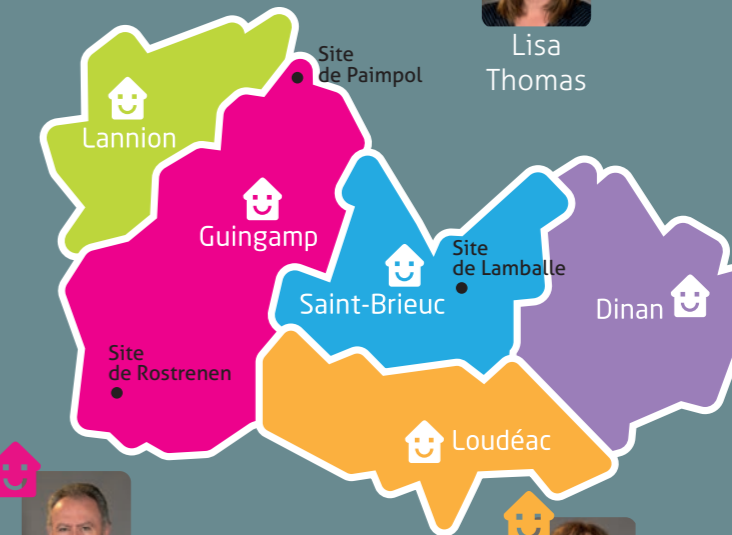 Lisa
Thomas
Site
de Paimpol
Lannion
Guingamp
Site
de Lamballe
Saint-Brieuc
Dinan
Site
de Rostrenen
Loudéac